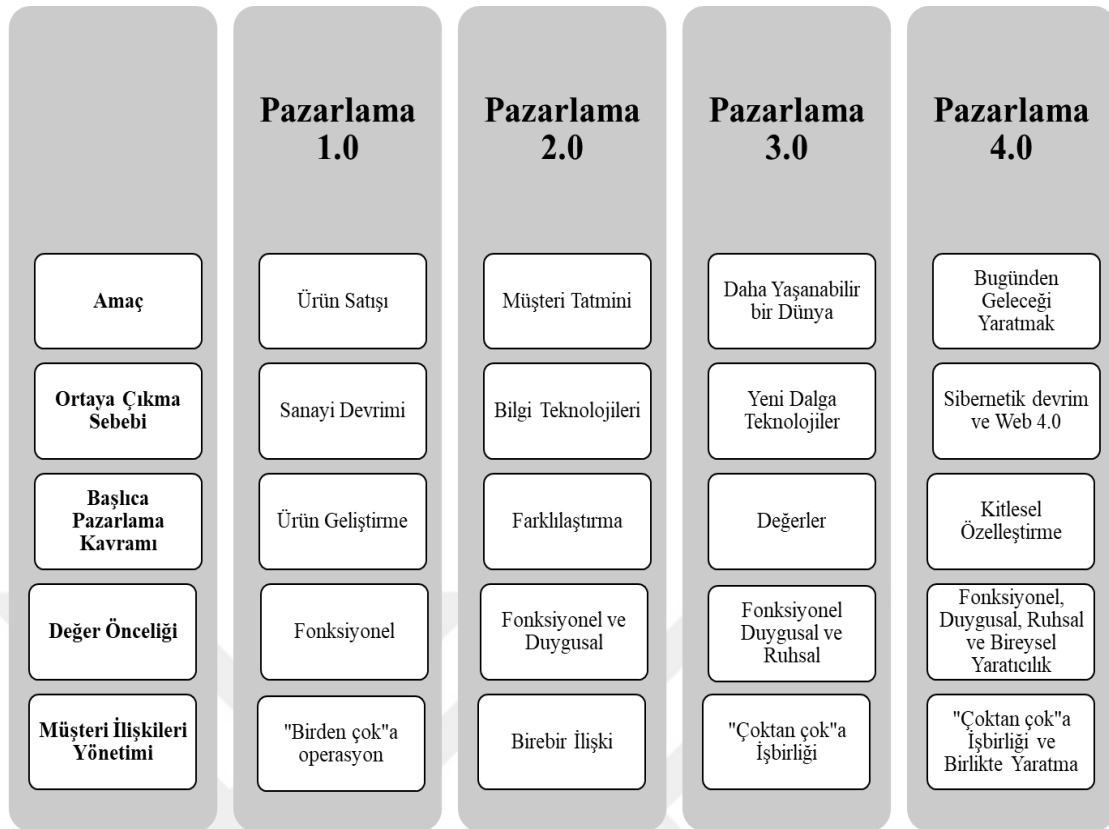 Pazarlama
1.0
Pazarlama
2.0
Pazarlama
3.0
Pazarlama
4.0
Amaç
Ürün Satışı
Müşteri Tatmini
Daha Yaşanabilir
bir Dünya
Bugünden
Geleceği
Yaratmak
Ortaya Çıkma
Sebebi
Sanayi Devrimi
Bilgi Teknolojileri
Yeni Dalga
Teknolojiler
Sibernetik devrim
ve Web 4.0
Başlıca
Pazarlama
Kavramı
Ürün Geliştirme
Farklılaştırma
Değerler
Kitlesel
Özelleştirme
Değer Önceliği
Fonksiyonel
Fonksiyonel ve
Duygusal
Fonksiyonel
Duygusal ve
Ruhsal
Fonksiyonel,
Duygusal, Ruhsal
ve Bireysel
Yaratıcılık
Müşteri İlişkileri
Yönetimi
"Birden çok"a
operasyon
Birebir İlişki
"Çoktan çok"a
İşbirliği
"Çoktan çok"a
İşbirliği ve
Birlikte Yaratma